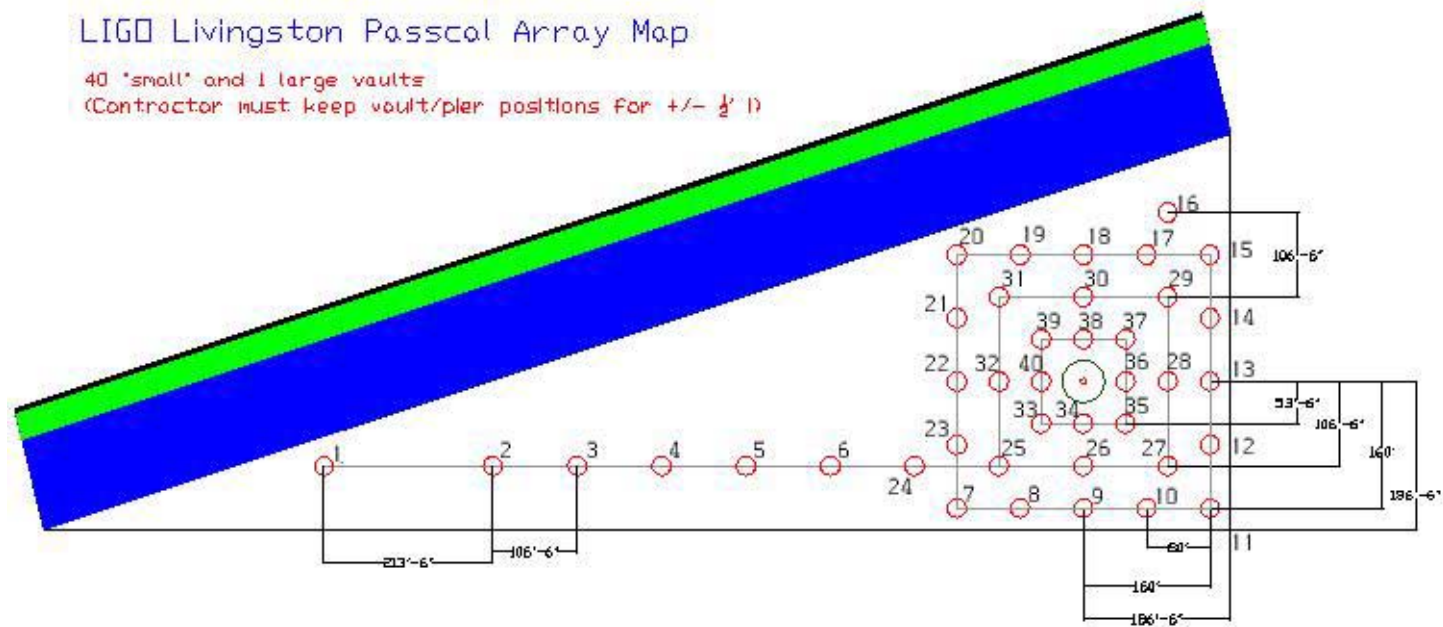 LIGO Livingston Passcal Array Map
40 "small" and 1 large vaults
(Contractor must keep vault/pier positions for +/- ½' !)
16
20 19 18 17 15
106'-6"
31 30 29
21 14
39 38 37
22 32 40 36 28 13
53'-6"
33 34 35
106'-6"
1 2 3 4 5 6 23 25 26 27 12
160'
24
186'-6"
7 8 9 10
11
213'-6" 106'-6"
80'
160'
186'-6"